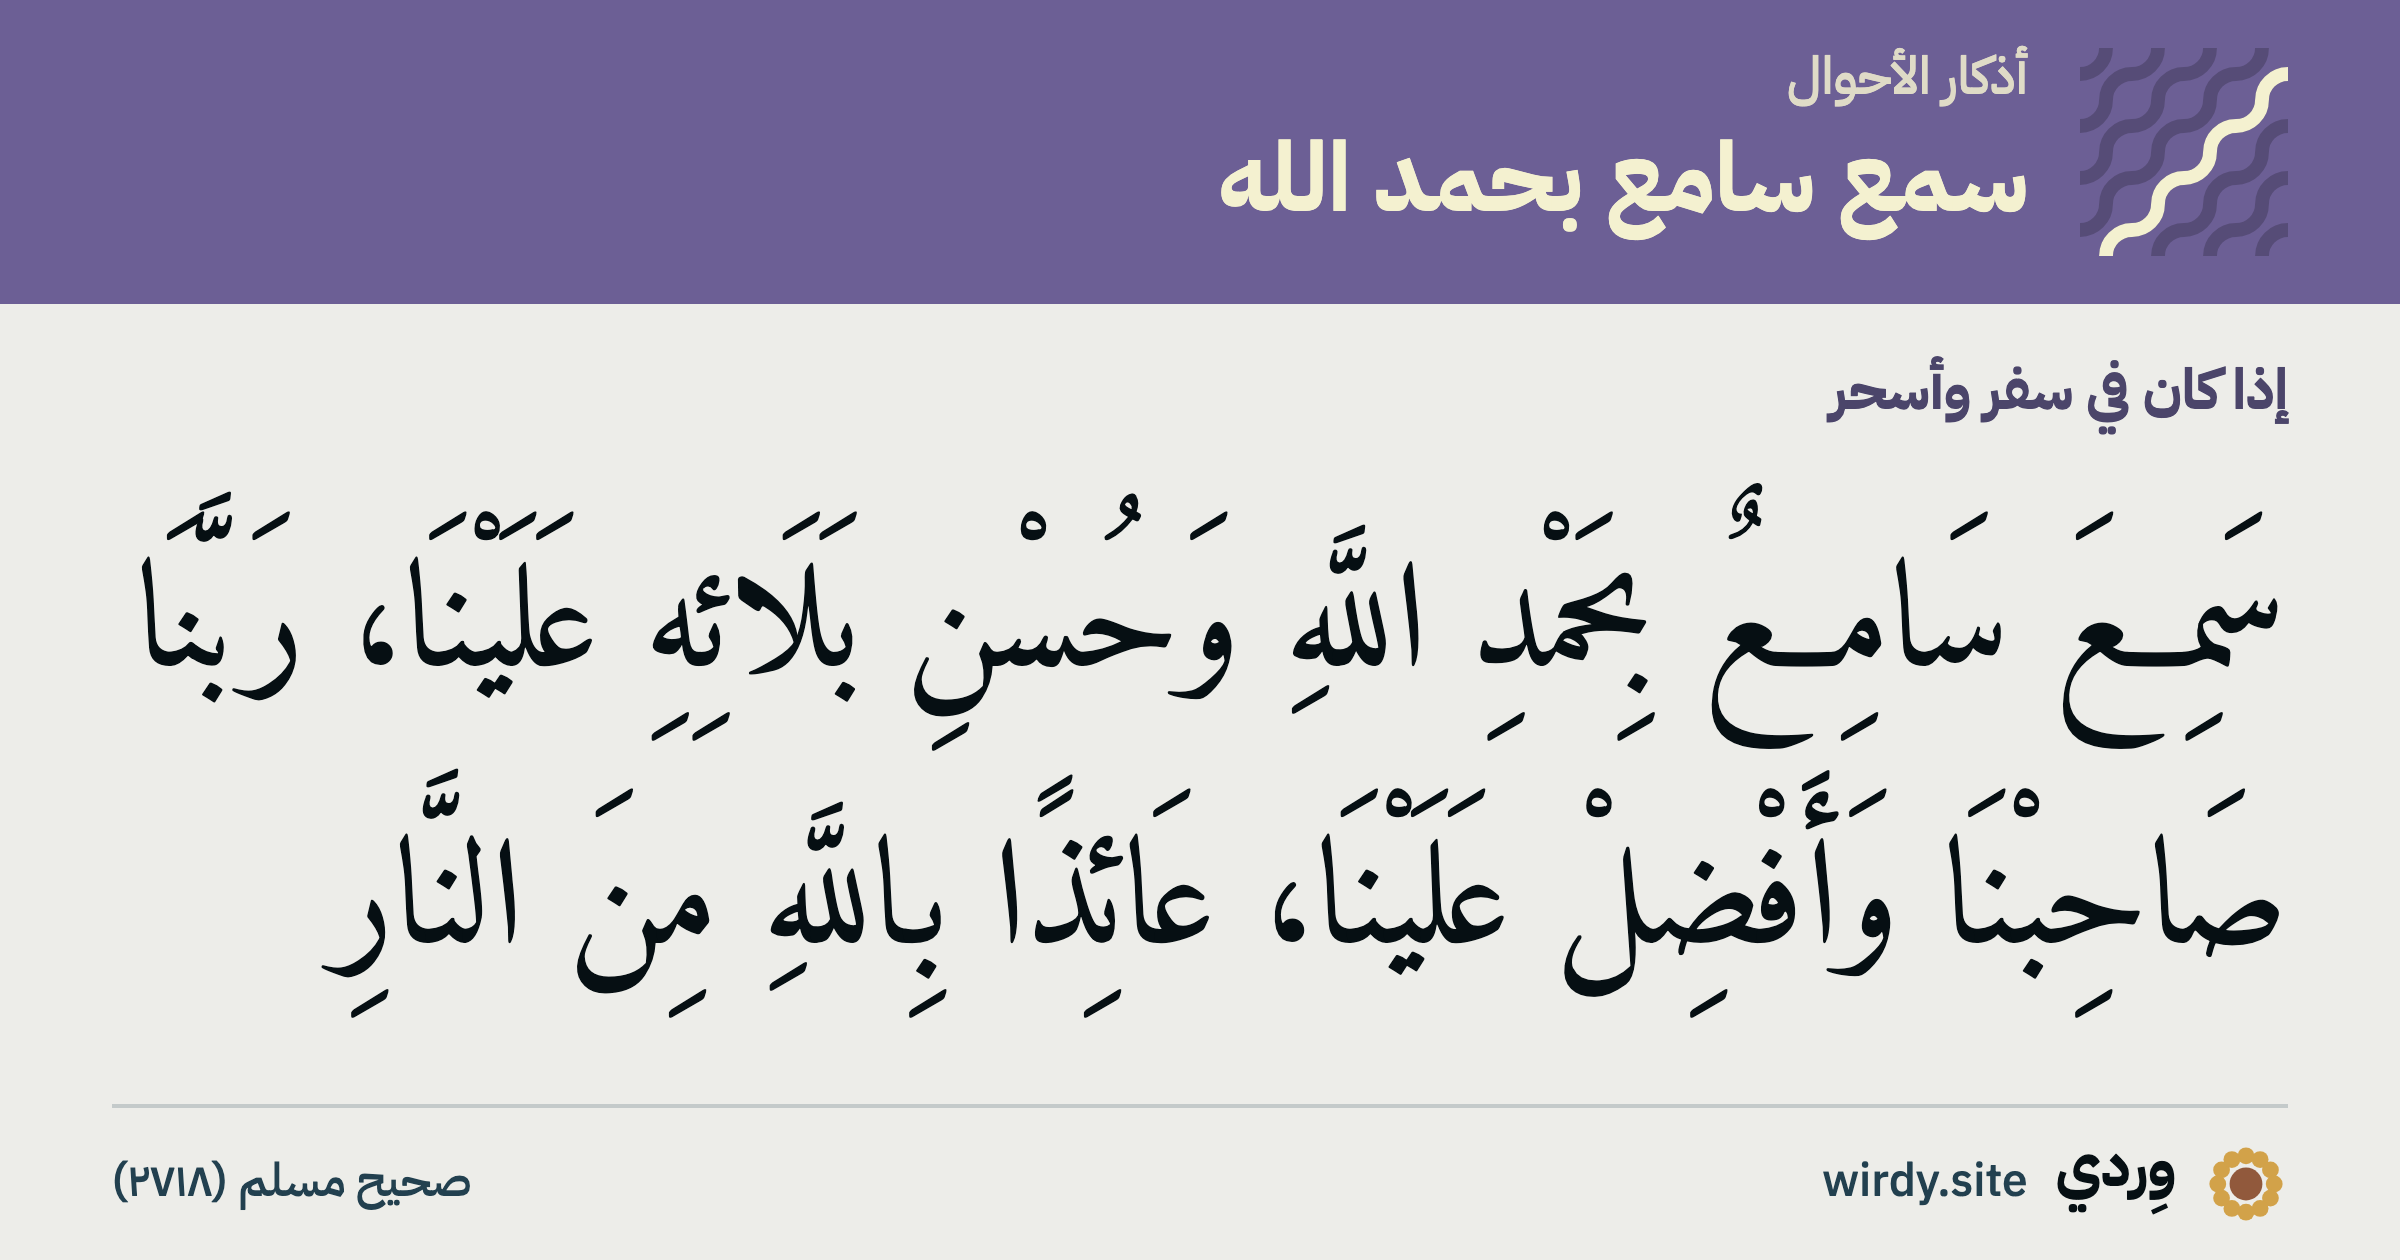 أذكار الأحوال
سمع سامع بحمد الله
إذا كان في سفر وأسحر
سَمِعَ سَامِعٌ بِحَمْدِ اللَّهِ وَحُسْنِ بَلَائِهِ عَلَيْنَا، رَبَّنَا
صَاحِبْنَا وَأَفْضِلْ عَلَيْنَا، عَائِذًا بِاللَّهِ مِنَ النَّارِ
وِردي wirdy.site
صحيح مسلم (٢٧١٨)